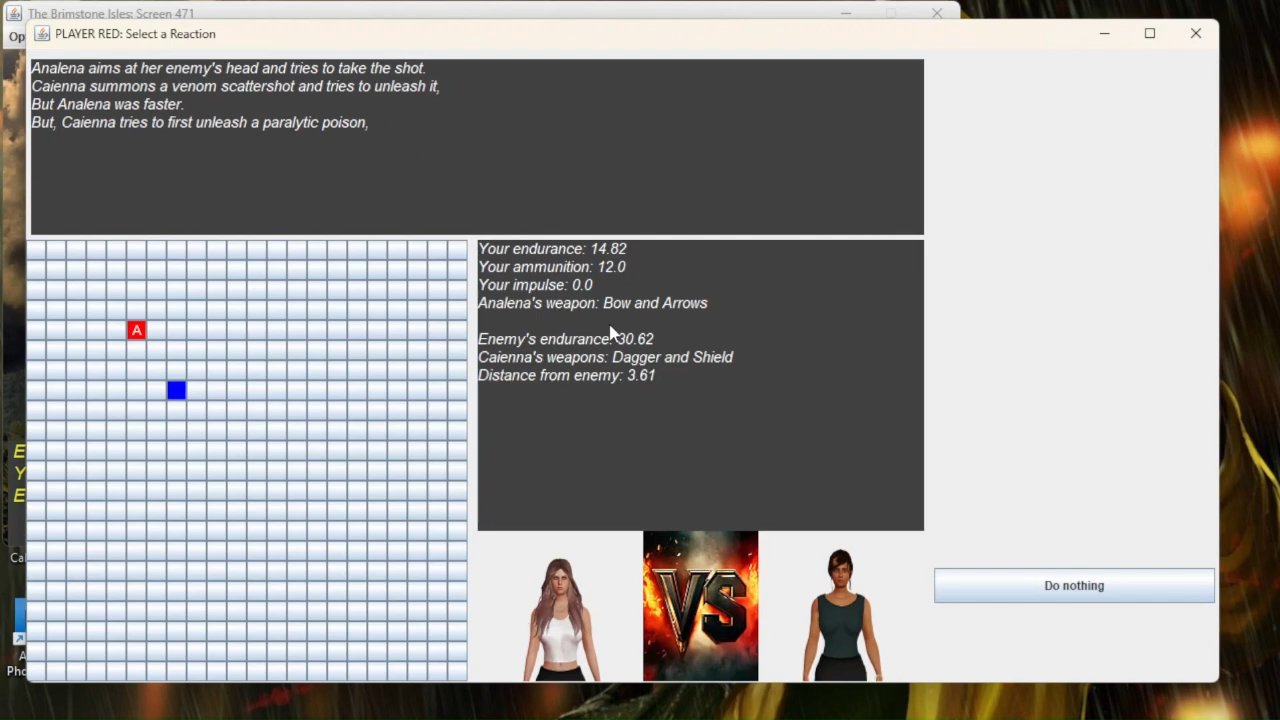 The Brimstone Isles: Screen 471
Op
PLAYER RED: Select a Reaction
Analena aims at her enemy's head and tries to take the shot.
Caienna summons a venom scattershot and tries to unleash it,
But Analena was faster.
But, Caienna tries to first unleash a paralytic poison,
A
Your endurance: 14.82
Your ammunition: 12.0
Your impulse: 0.0
Analena's weapon: Bow and Arrows
Enemy's endurance: 30.62
Caienna's weapons: Dagger and Shield
Distance from enemy: 3.61
E
Y
E
Cal
A
Pho
VS
Do nothing